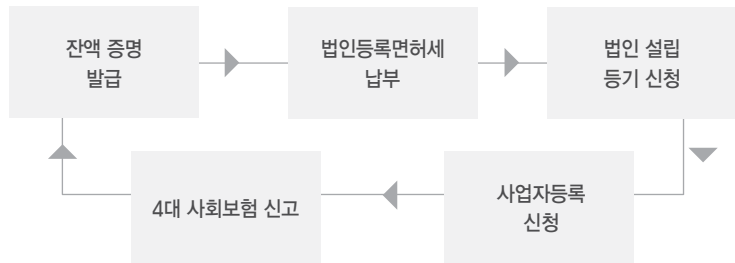 잔액 증명
발급
법인등록면허세
납부
법인 설립
등기 신청
4대 사회보험 신고
사업자등록
신청